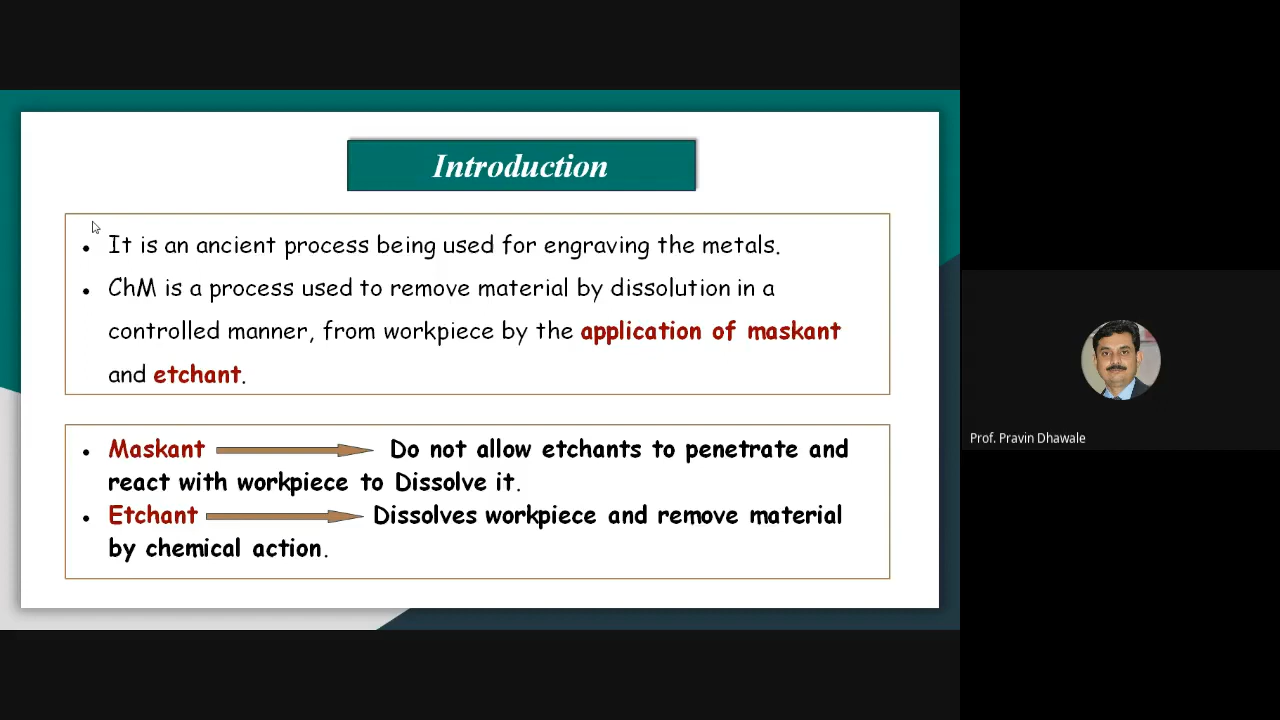 Introduction
• It is an ancient process being used for engraving the metals.
• ChM is a process used to remove material by dissolution in a
controlled manner, from workpiece by the application of maskant
and etchant.
• Maskant Do not allow etchants to penetrate and
react with workpiece to Dissolve it.
• Etchant Dissolves workpiece and remove material
by chemical action.
Prof. Pravin Dhawale